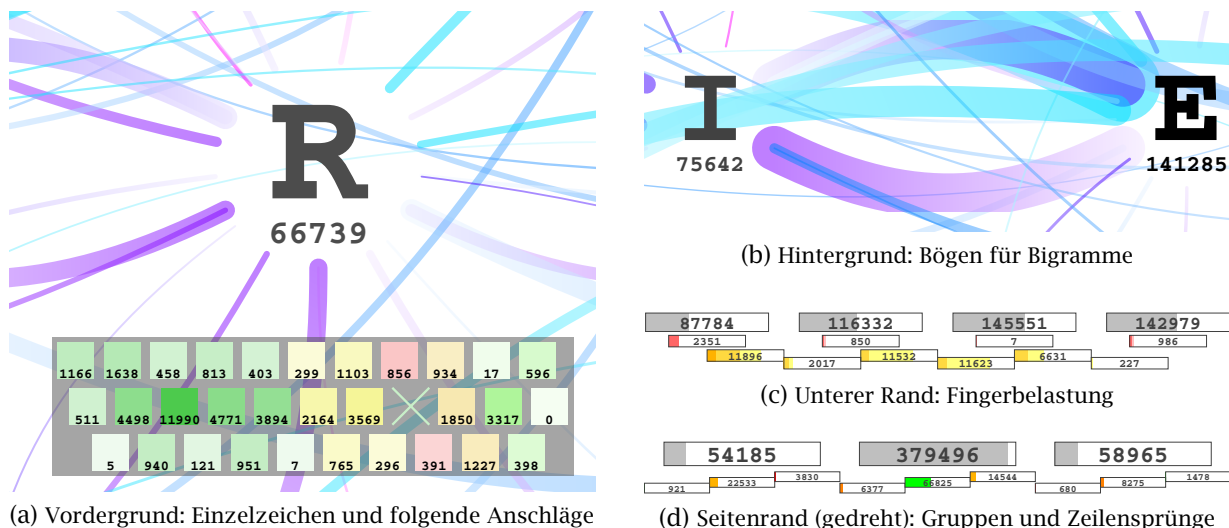 R
66739
1166 1638 458 813 403 299 1103 856 934 17 596
511 4498 11990 4771 3894 2164 3569 1850 3317 0
5 940 121 951 7 765 296 391 1227 398
(a) Vordergrund: Einzelzeichen und folgende Anschläge
I E
75642 141285
(b) Hintergrund: Bögen für Bigramme
87784 116332 145551 142979
2351 850 7 986
11896 2017 11532 11623 6631 227
(c) Unterer Rand: Fingerbelastung
54185 379496 58965
921 22533 3830 6377 66825 14544 680 8275 1478
(d) Seitenrand (gedreht): Gruppen und Zeilensprünge